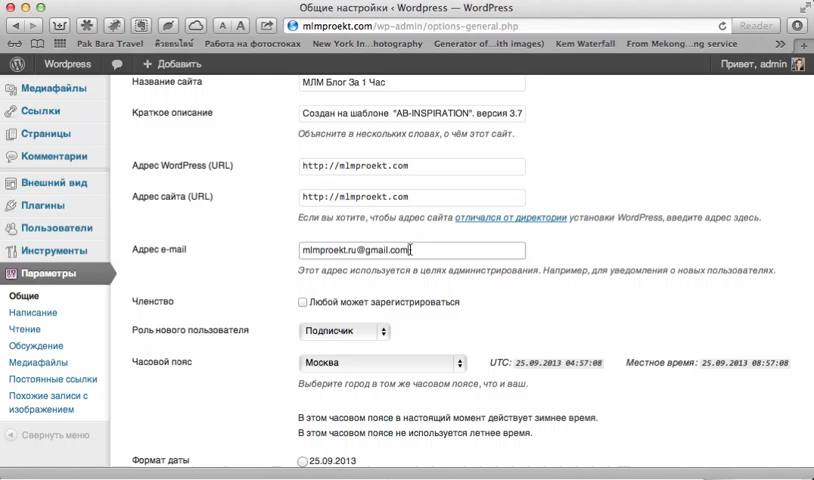 Общие настройки ‹ Wordpress — WordPress
A A mlmproekt.com/wp-admin/options-general.php Reader
Pak Bara Travel ด้วยยนต์ Работа на фотостоках New York In...hotography Generator of...ith images) Kem Waterfall From Mekong...ng service
Wordpress Добавить Привет, admin
Медиафайлы
Ссылки
Страницы
Комментарии
Внешний вид
Плагины
Пользователи
Инструменты
Параметры
Общие
Написание
Чтение
Обсуждение
Медиафайлы
Постоянные ссылки
Похожие записи с
изображением
Свернуть меню
Название сайта МЛМ Блог За 1 Час
Краткое описание Создан на шаблоне "AB-INSPIRATION". версия 3.7
Объясните в нескольких словах, о чём этот сайт.
Адрес WordPress (URL) http://mlmproekt.com
Адрес сайта (URL) http://mlmproekt.com
Если вы хотите, чтобы адрес сайта отличался от директории установки WordPress, введите адрес здесь.
Адрес e-mail mlmproekt.ru@gmail.com
Этот адрес используется в целях администрирования. Например, для уведомления о новых пользователях.
Членство Любой может зарегистрироваться
Роль нового пользователя Подписчик
Часовой пояс Москва UTC: 25.09.2013 04:57:08 Местное время: 25.09.2013 08:57:08
Выберите город в том же часовом поясе, что и ваш.
В этом часовом поясе в настоящий момент действует зимнее время.
В этом часовом поясе не используется летнее время.
Формат даты 25.09.2013